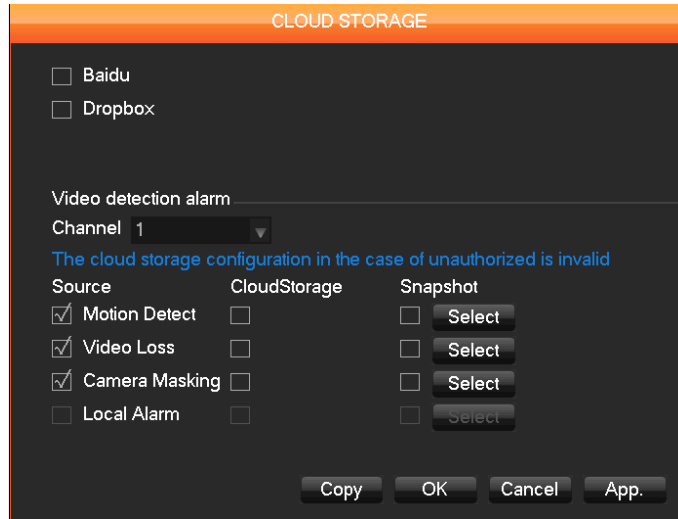 CLOUD STORAGE
Baidu
Dropbox
Video detection alarm
Channel 1
The cloud storage configuration in the case of unauthorized is invalid
Source CloudStorage Snapshot
Motion Detect Select
Video Loss Select
Camera Masking Select
Local Alarm Select
Copy OK Cancel App.